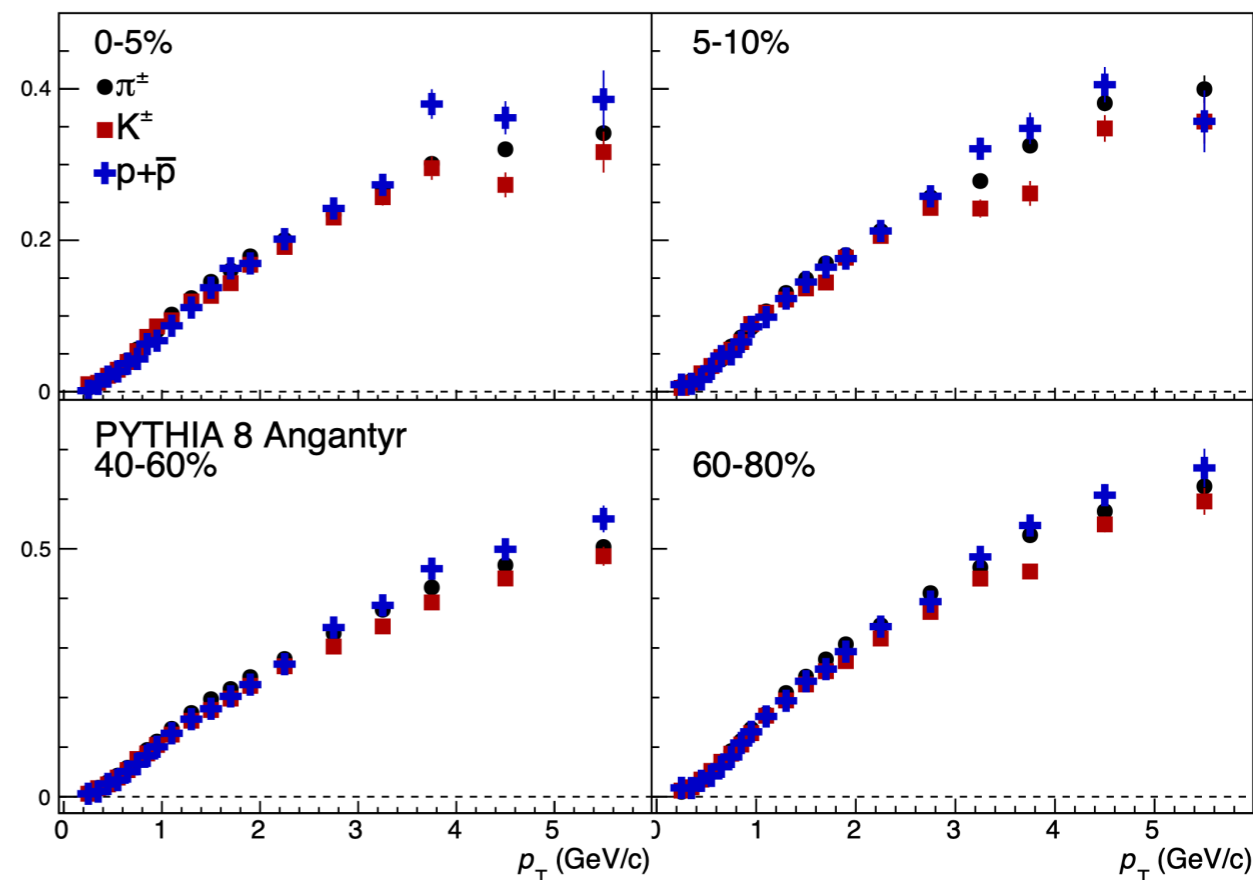 0-5%
5-10%
π±
K±
p+p̅
0.4
0.2
0
PYTHIA 8 Angantyr
40-60%
60-80%
0.5
0
0 1 2 3 4 5
1 2 3 4 5
pT (GeV/c)
pT (GeV/c)